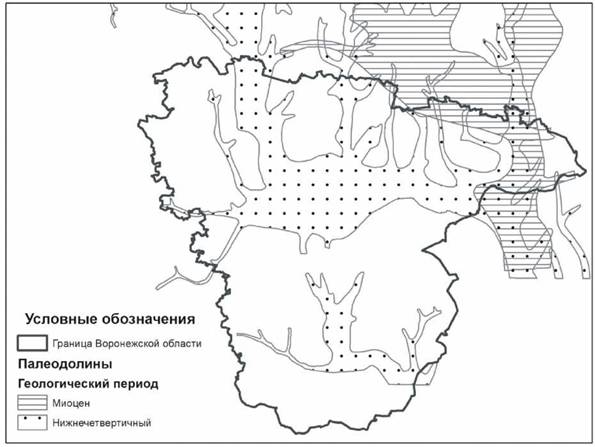 Условные обозначения
Граница Воронежской области
Палеодолины
Геологический период
Миоцен
Нижнечетвертичный